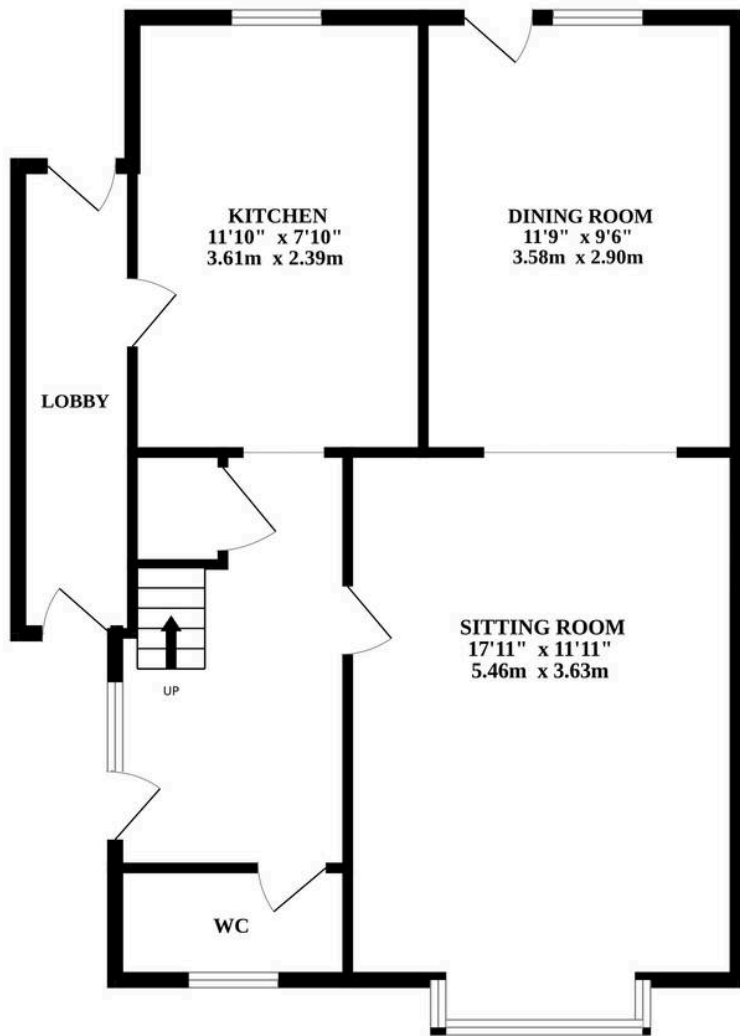 KITCHEN
11'10" x 7'10"
3.61m x 2.39m
DINING ROOM
11'9" x 9'6"
3.58m x 2.90m
LOBBY
SITTING ROOM
17'11" x 11'11"
5.46m x 3.63m
UP
WC